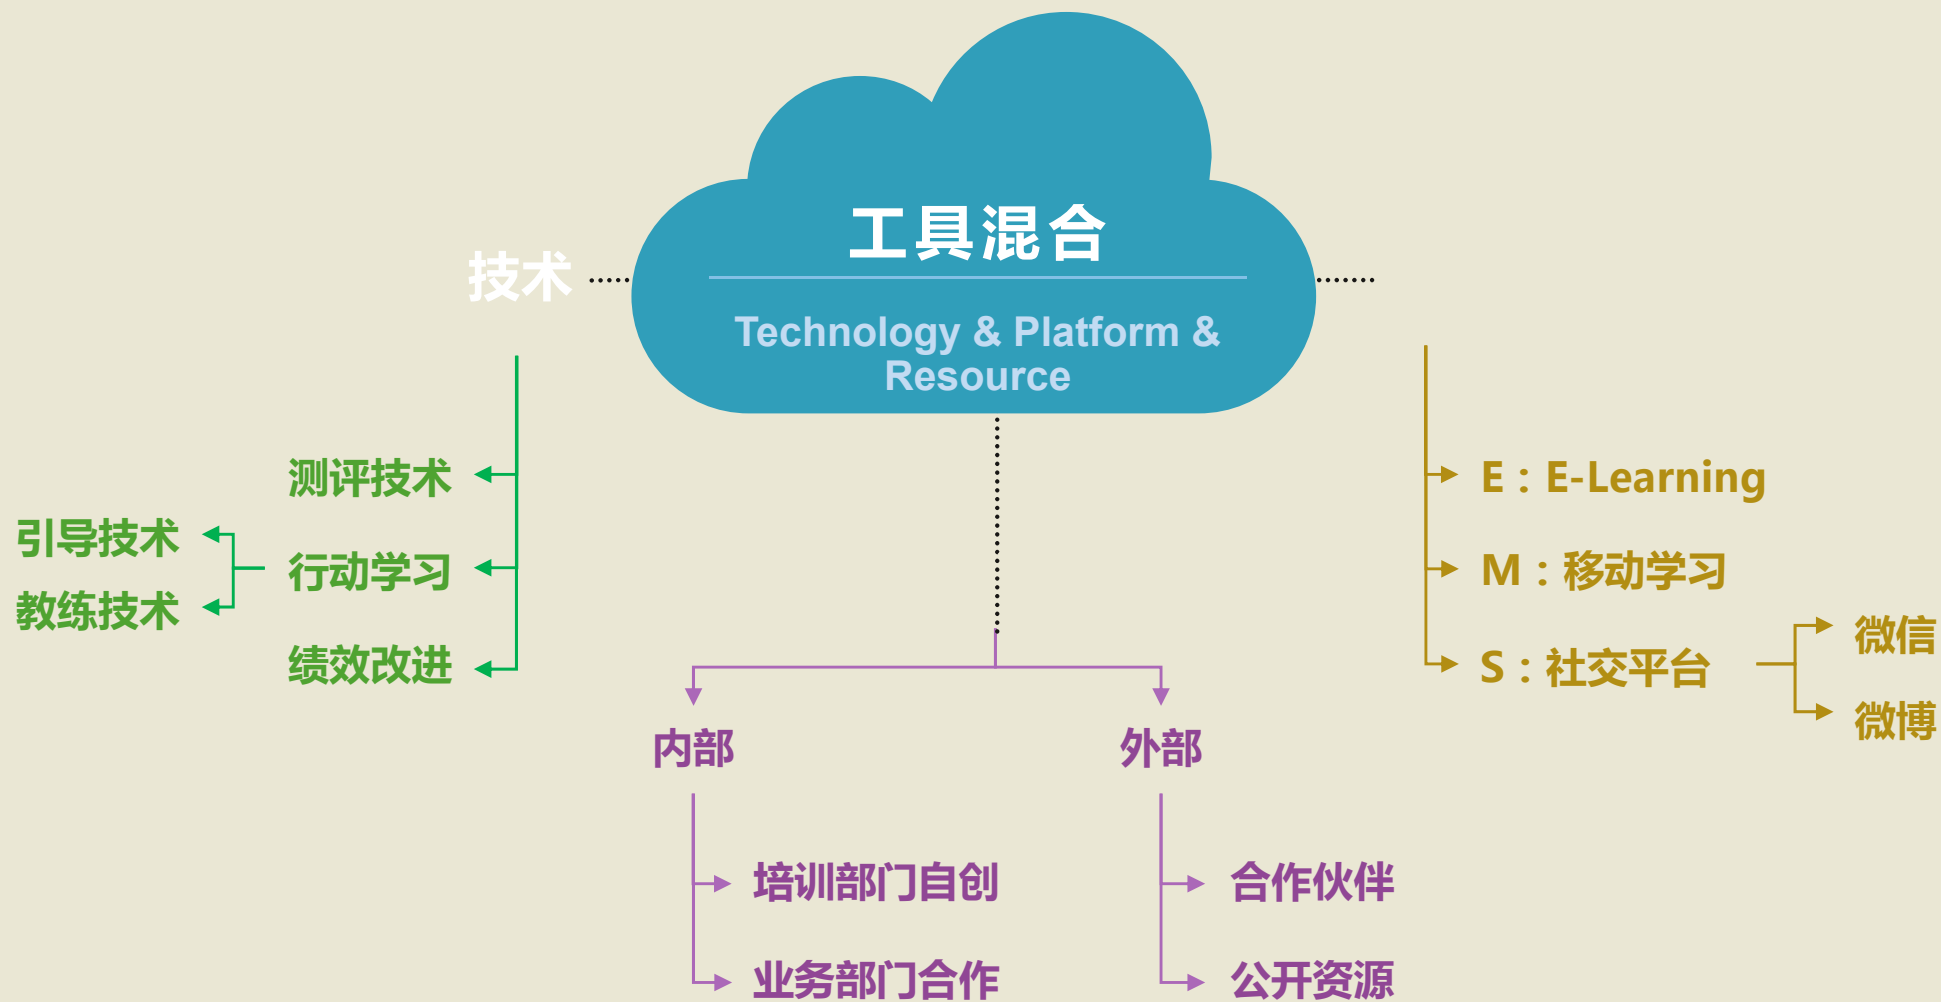 工具混合
Technology & Platform &
Resource
技术
测评技术
行动学习
引导技术
教练技术
绩效改进
内部
培训部门自创
业务部门合作
外部
合作伙伴
公开资源
E：E-Learning
M：移动学习
S：社交平台
微信
微博